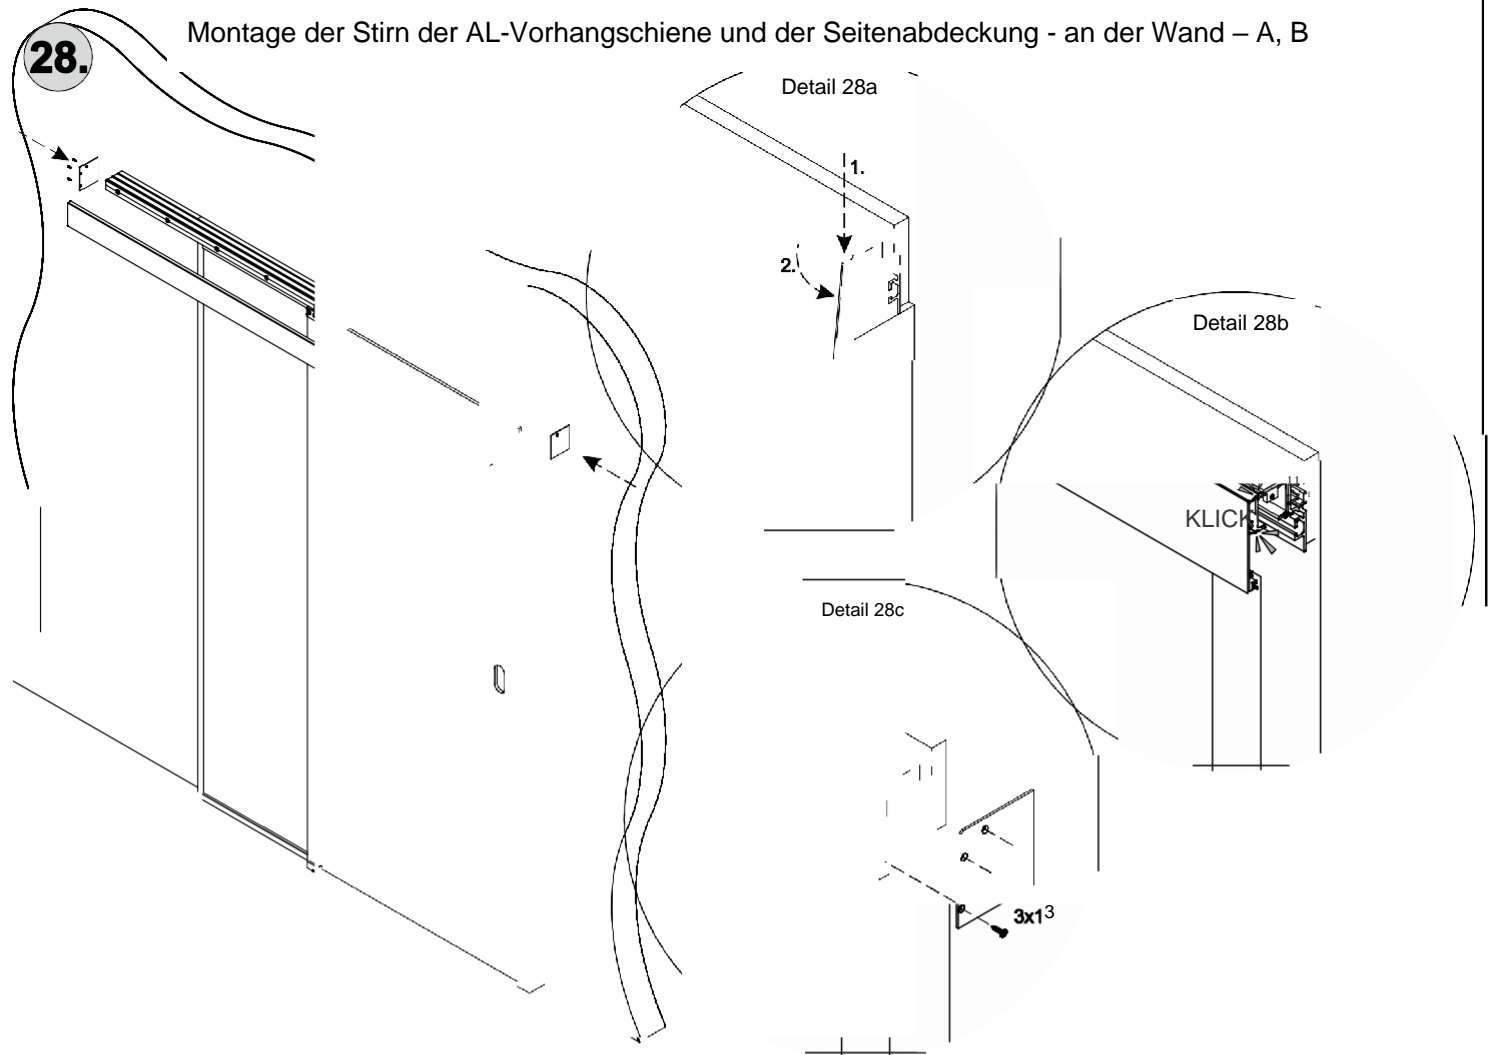 28.
Montage der Stirn der AL-Vorhangschiene und der Seitenabdeckung - an der Wand – A, B
Detail 28a
1.
2.
Detail 28b
KLICK
Detail 28c
3x13